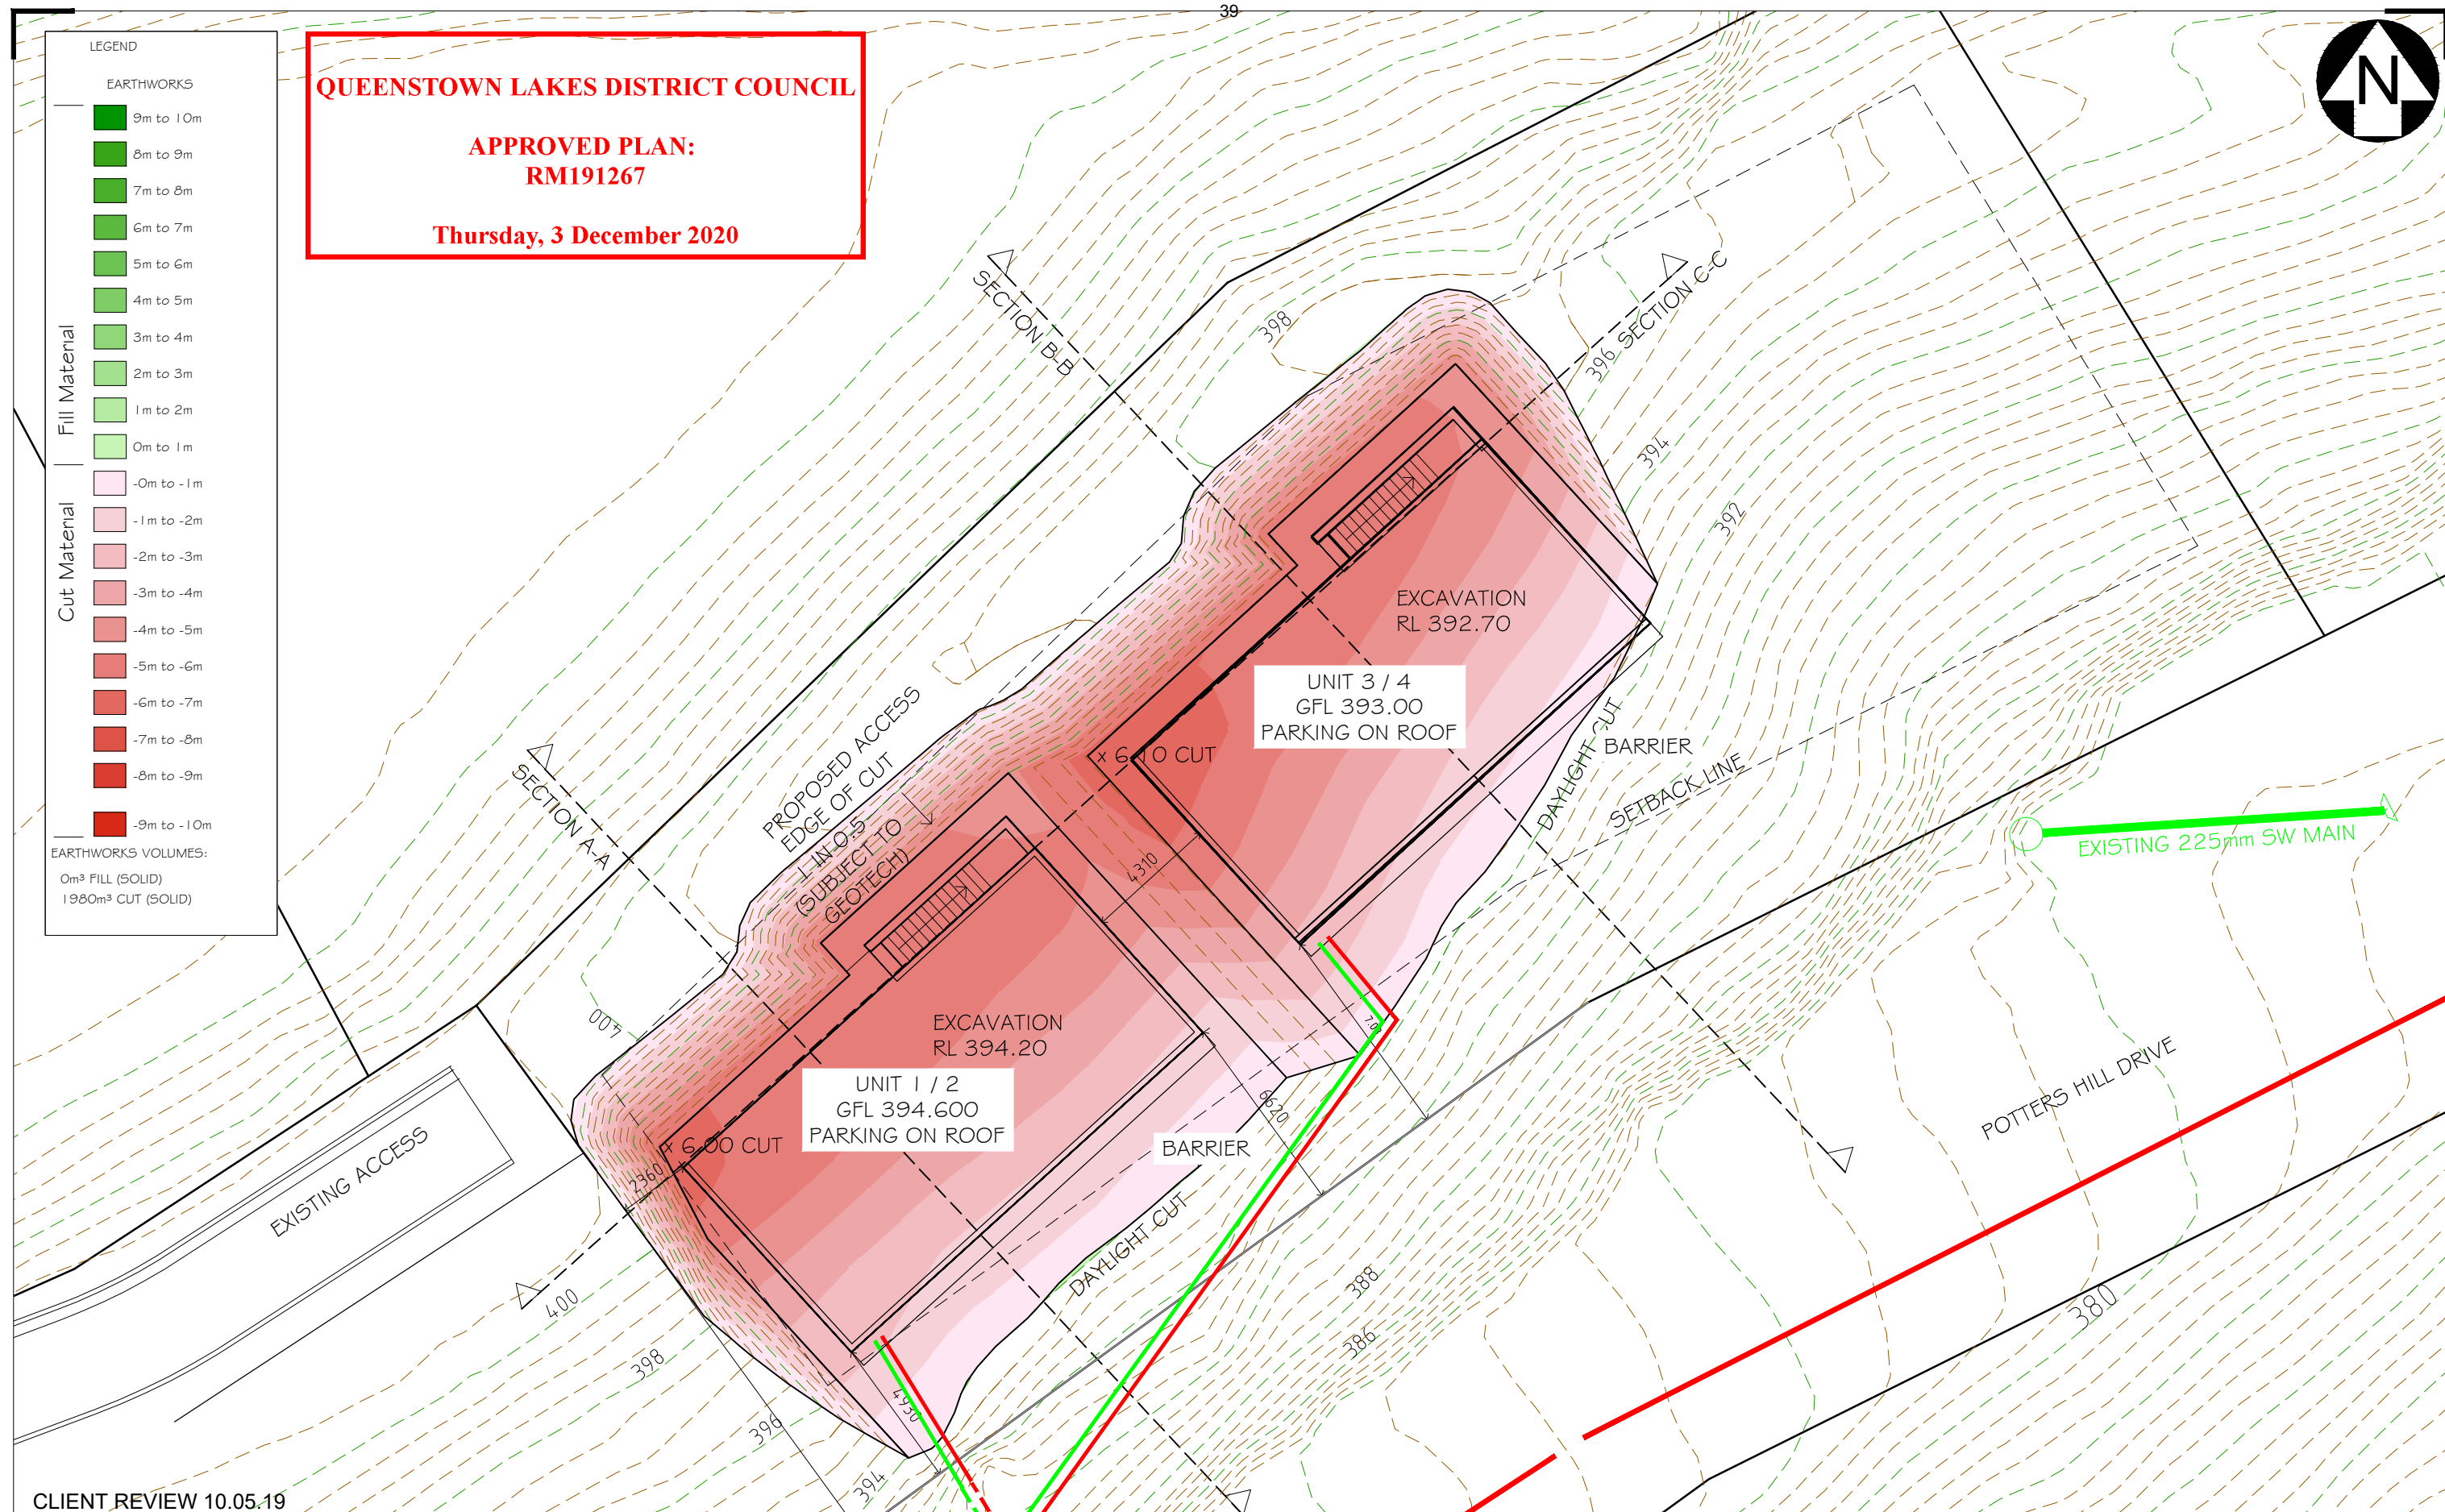 39
LEGEND
EARTHWORKS
9m to 10m
8m to 9m
7m to 8m
6m to 7m
5m to 6m
4m to 5m
3m to 4m
2m to 3m
1m to 2m
0m to 1m
-0m to -1m
-1m to -2m
-2m to -3m
-3m to -4m
-4m to -5m
-5m to -6m
-6m to -7m
-7m to -8m
-8m to -9m
-9m to -10m
Fill Material
Cut Material
EARTHWORKS VOLUMES:
0m³ FILL (SOLID)
1980m³ CUT (SOLID)
QUEENSTOWN LAKES DISTRICT COUNCIL
APPROVED PLAN:
RM191267
Thursday, 3 December 2020
N
SECTION B-B
SECTION C-C
398
396
394
392
EXCAVATION
RL 392.70
UNIT 3 / 4
GFL 393.00
PARKING ON ROOF
x 6.10 CUT
PROPOSED ACCESS
EDGE OF CUT
1 IN 0.5
(SUBJECT TO
GEOTECH)
SECTION A-A
4310
BARRIER
DAYLIGHT CUT
SETBACK LINE
EXISTING 225mm SW MAIN
400
EXCAVATION
RL 394.20
UNIT 1 / 2
GFL 394.600
PARKING ON ROOF
x 6.00 CUT
2360
6620
BARRIER
DAYLIGHT CUT
EXISTING ACCESS
POTTERS HILL DRIVE
400
398
396
394
4930
388
386
380
CLIENT REVIEW 10.05.19